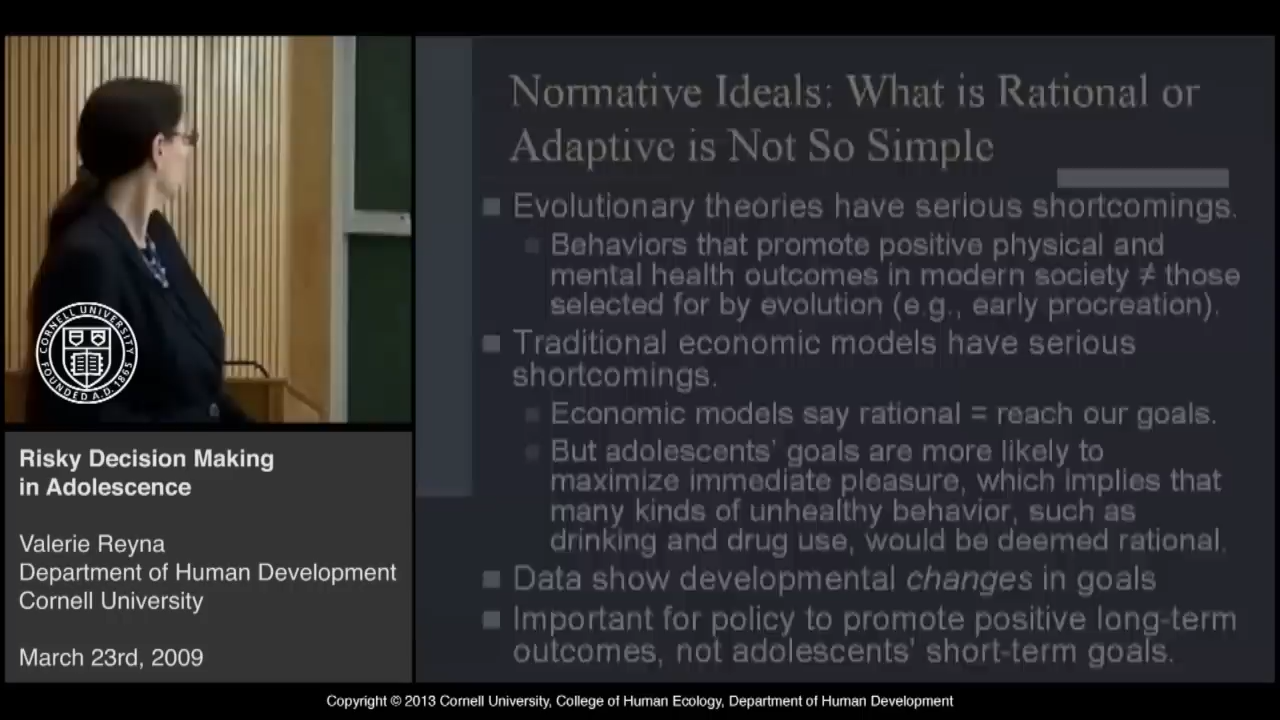 Normative Ideals: What is Rational or
Adaptive is Not So Simple
Evolutionary theories have serious shortcomings.
Behaviors that promote positive physical and
mental health outcomes in modern society ≠ those
selected for by evolution (e.g., early procreation).
Traditional economic models have serious
shortcomings.
Economic models say rational = reach our goals.
But adolescents' goals are more likely to
maximize immediate pleasure, which implies that
many kinds of unhealthy behavior, such as
drinking and drug use, would be deemed rational.
Data show developmental changes in goals
Important for policy to promote positive long-term
outcomes, not adolescents' short-term goals.
CORNELL UNIVERSITY
FOUNDED A.D. 1865
Risky Decision Making
in Adolescence
Valerie Reyna
Department of Human Development
Cornell University
March 23rd, 2009
Copyright © 2013 Cornell University, College of Human Ecology, Department of Human Development